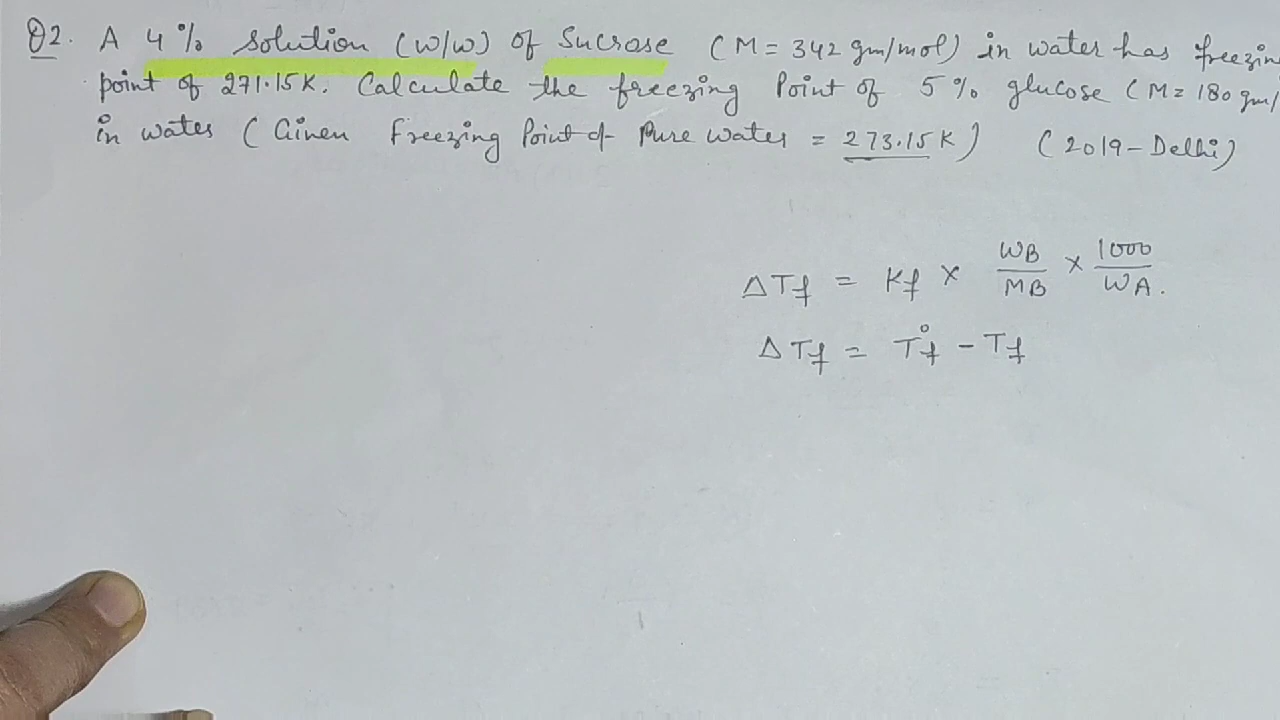 Q2. A 4% solution (W/W) of Sucrose (M = 342 gm/mol) in water has freezin
point of 271.15K. Calculate the freezing Point of 5% glucose (M = 180 gm/
in water (Given Freezing Point of Pure water = 273.15K) (2019-Delhi)
ΔTf = Kf × WB/MB × 1000/WA.
ΔTf = T°f - Tf